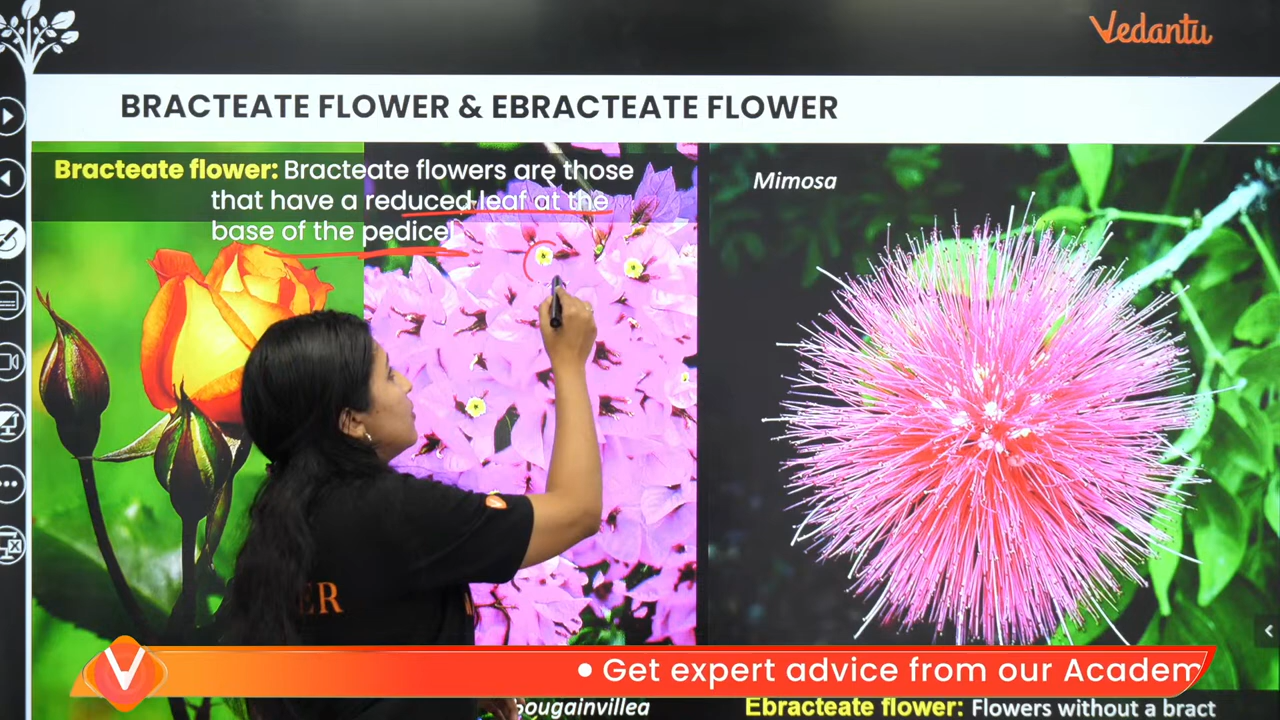 Vedantu
BRACTEATE FLOWER & EBRACTEATE FLOWER
Bracteate flower: Bracteate flowers are those
that have a reduced leaf at the
base of the pedicel
Mimosa
ER
V
• Get expert advice from our Academ
Bougainvillea
Ebracteate flower: Flowers without a bract